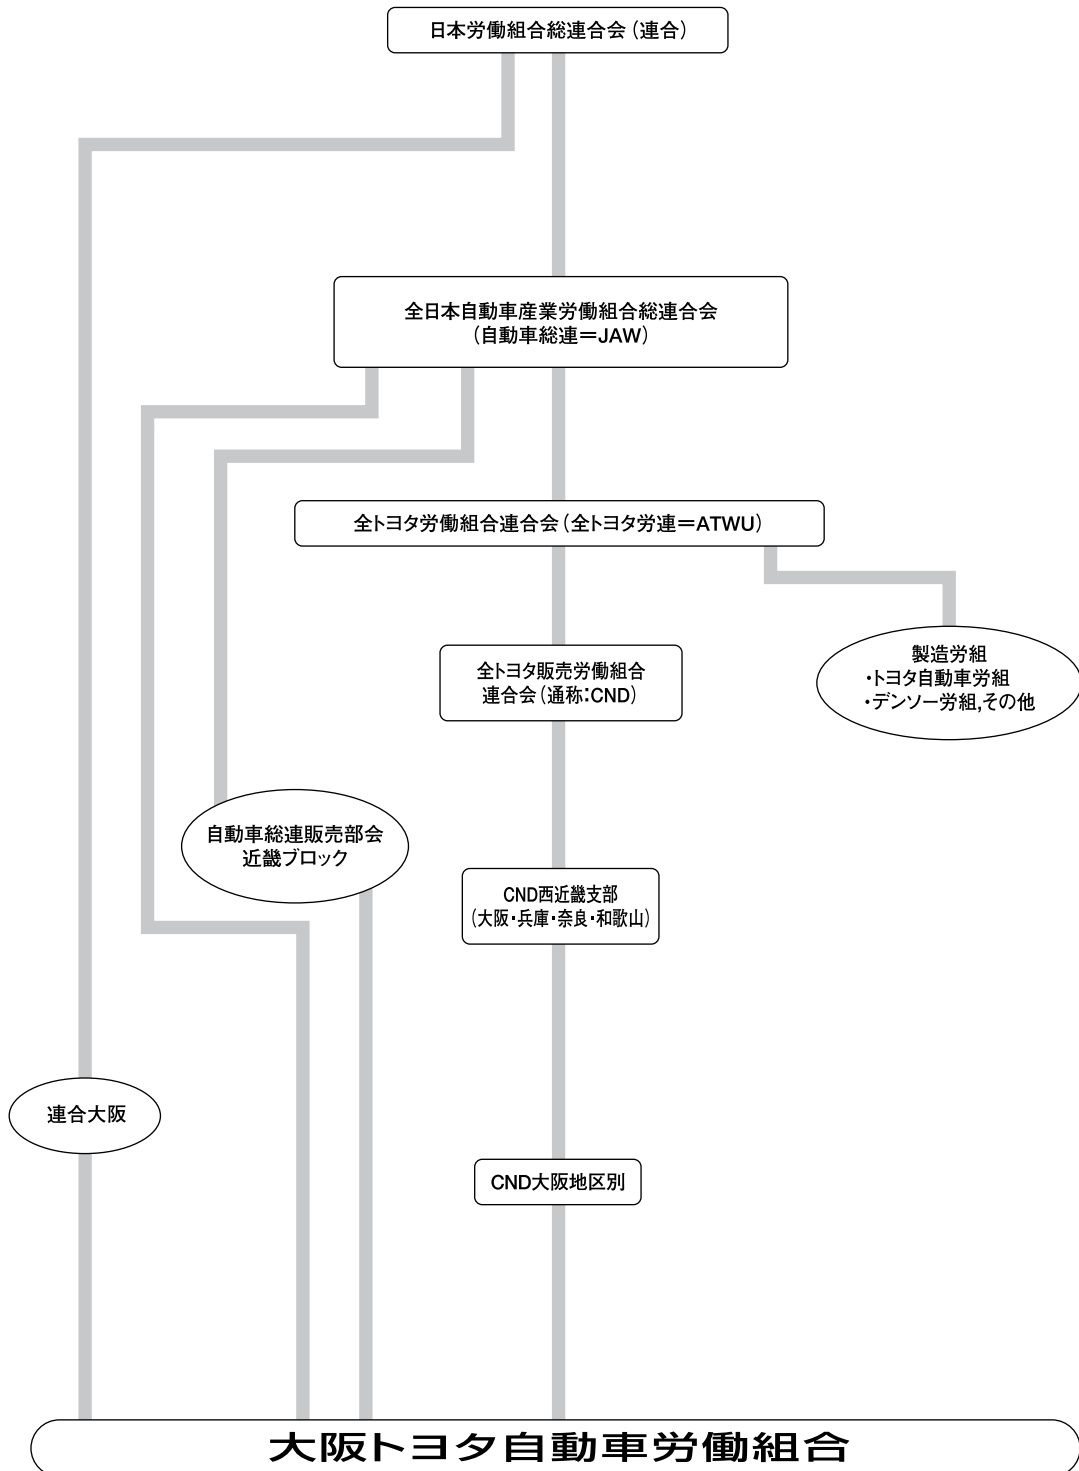 日本労働組合総連合会（連合）
全日本自動車産業労働組合総連合会
（自動車総連＝JAW）
全トヨタ労働組合連合会（全トヨタ労連＝ATWU）
製造労組
・トヨタ自動車労組
・デンソー労組,その他
全トヨタ販売労働組合
連合会（通称：CND）
自動車総連販売部会
近畿ブロック
CND西近畿支部
（大阪・兵庫・奈良・和歌山）
連合大阪
CND大阪地区別
大阪トヨタ自動車労働組合